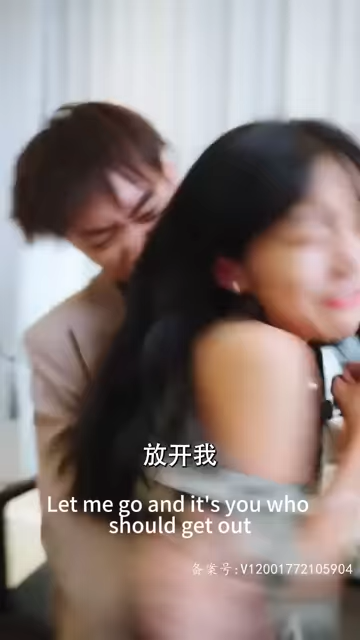 放开我
Let me go and it's you who
should get out
备案号:V12001772105904